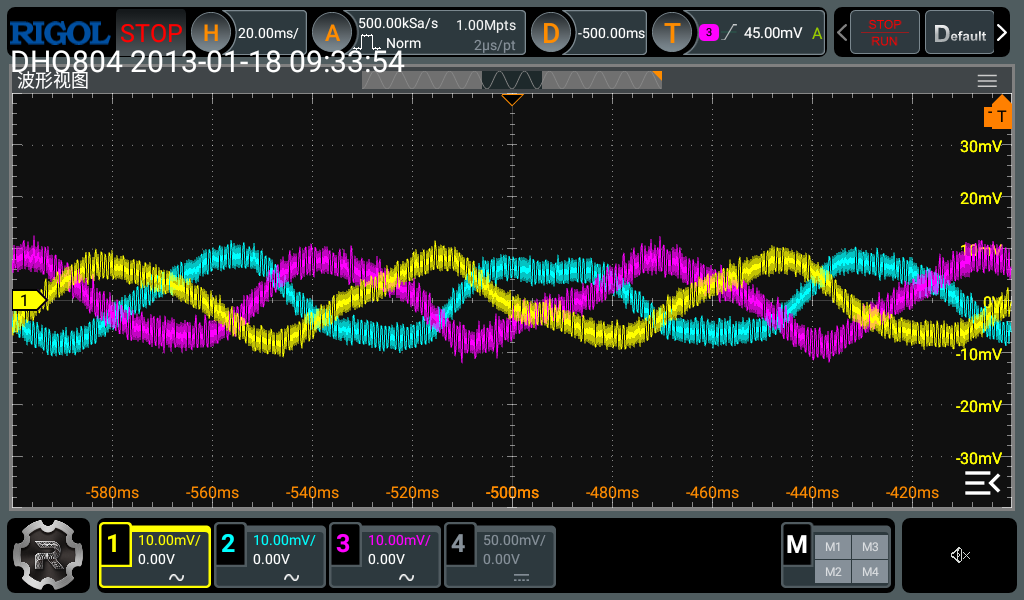 RIGOL STOP H 20.00ms/ A 500.00kSa/s 1.00Mpts D -500.00ms T 3 45.00mV A STOP Default
Norm 2µs/pt RUN
DHO804 2013-01-18 09:33:54
波形视图
T
30mV
20mV
10mV
1 0V
-10mV
-20mV
-30mV
-580ms -560ms -540ms -520ms -500ms -480ms -460ms -440ms -420ms
1 10.00mV/ 2 10.00mV/ 3 10.00mV/ 4 50.00mV/ M M1 M3
0.00V 0.00V 0.00V 0.00V M2 M4
R